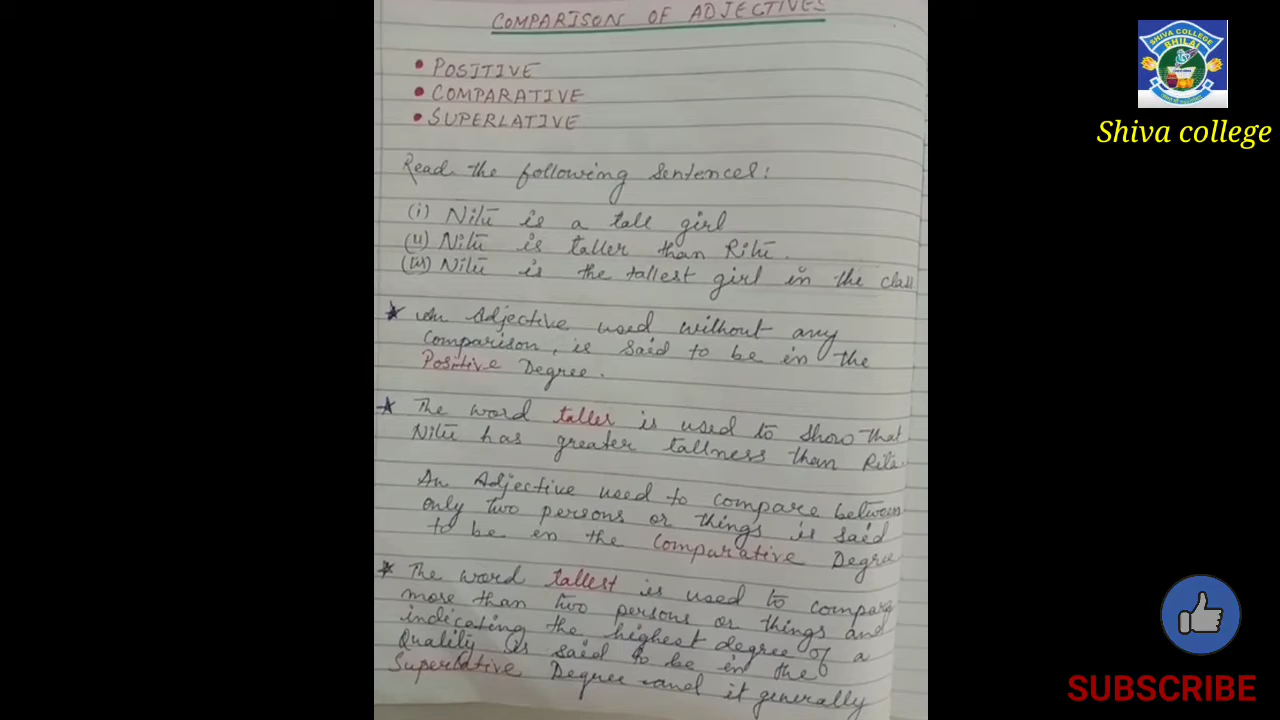 COMPARISON OF ADJECTIVES
• POSITIVE
• COMPARATIVE
• SUPERLATIVE
Read the following sentences:
(i) Nitu is a tall girl
(ii) Nitu is taller than Ritu.
(iii) Nitu is the tallest girl in the class
★ An Adjective used without any
comparison, is said to be in the
Positive Degree.
★ The word taller is used to show that
Nitu has greater tallness than Rita.
An Adjective used to compare between
only two persons or things is said
to be in the Comparative Degree
★ The word tallest is used to compare
more than two persons or things and
indicating the highest degree of a
Quality is said to be in the
Superlative Degree and it generally
SHIVA COLLEGE
BHILAI
Shiva college
SUBSCRIBE